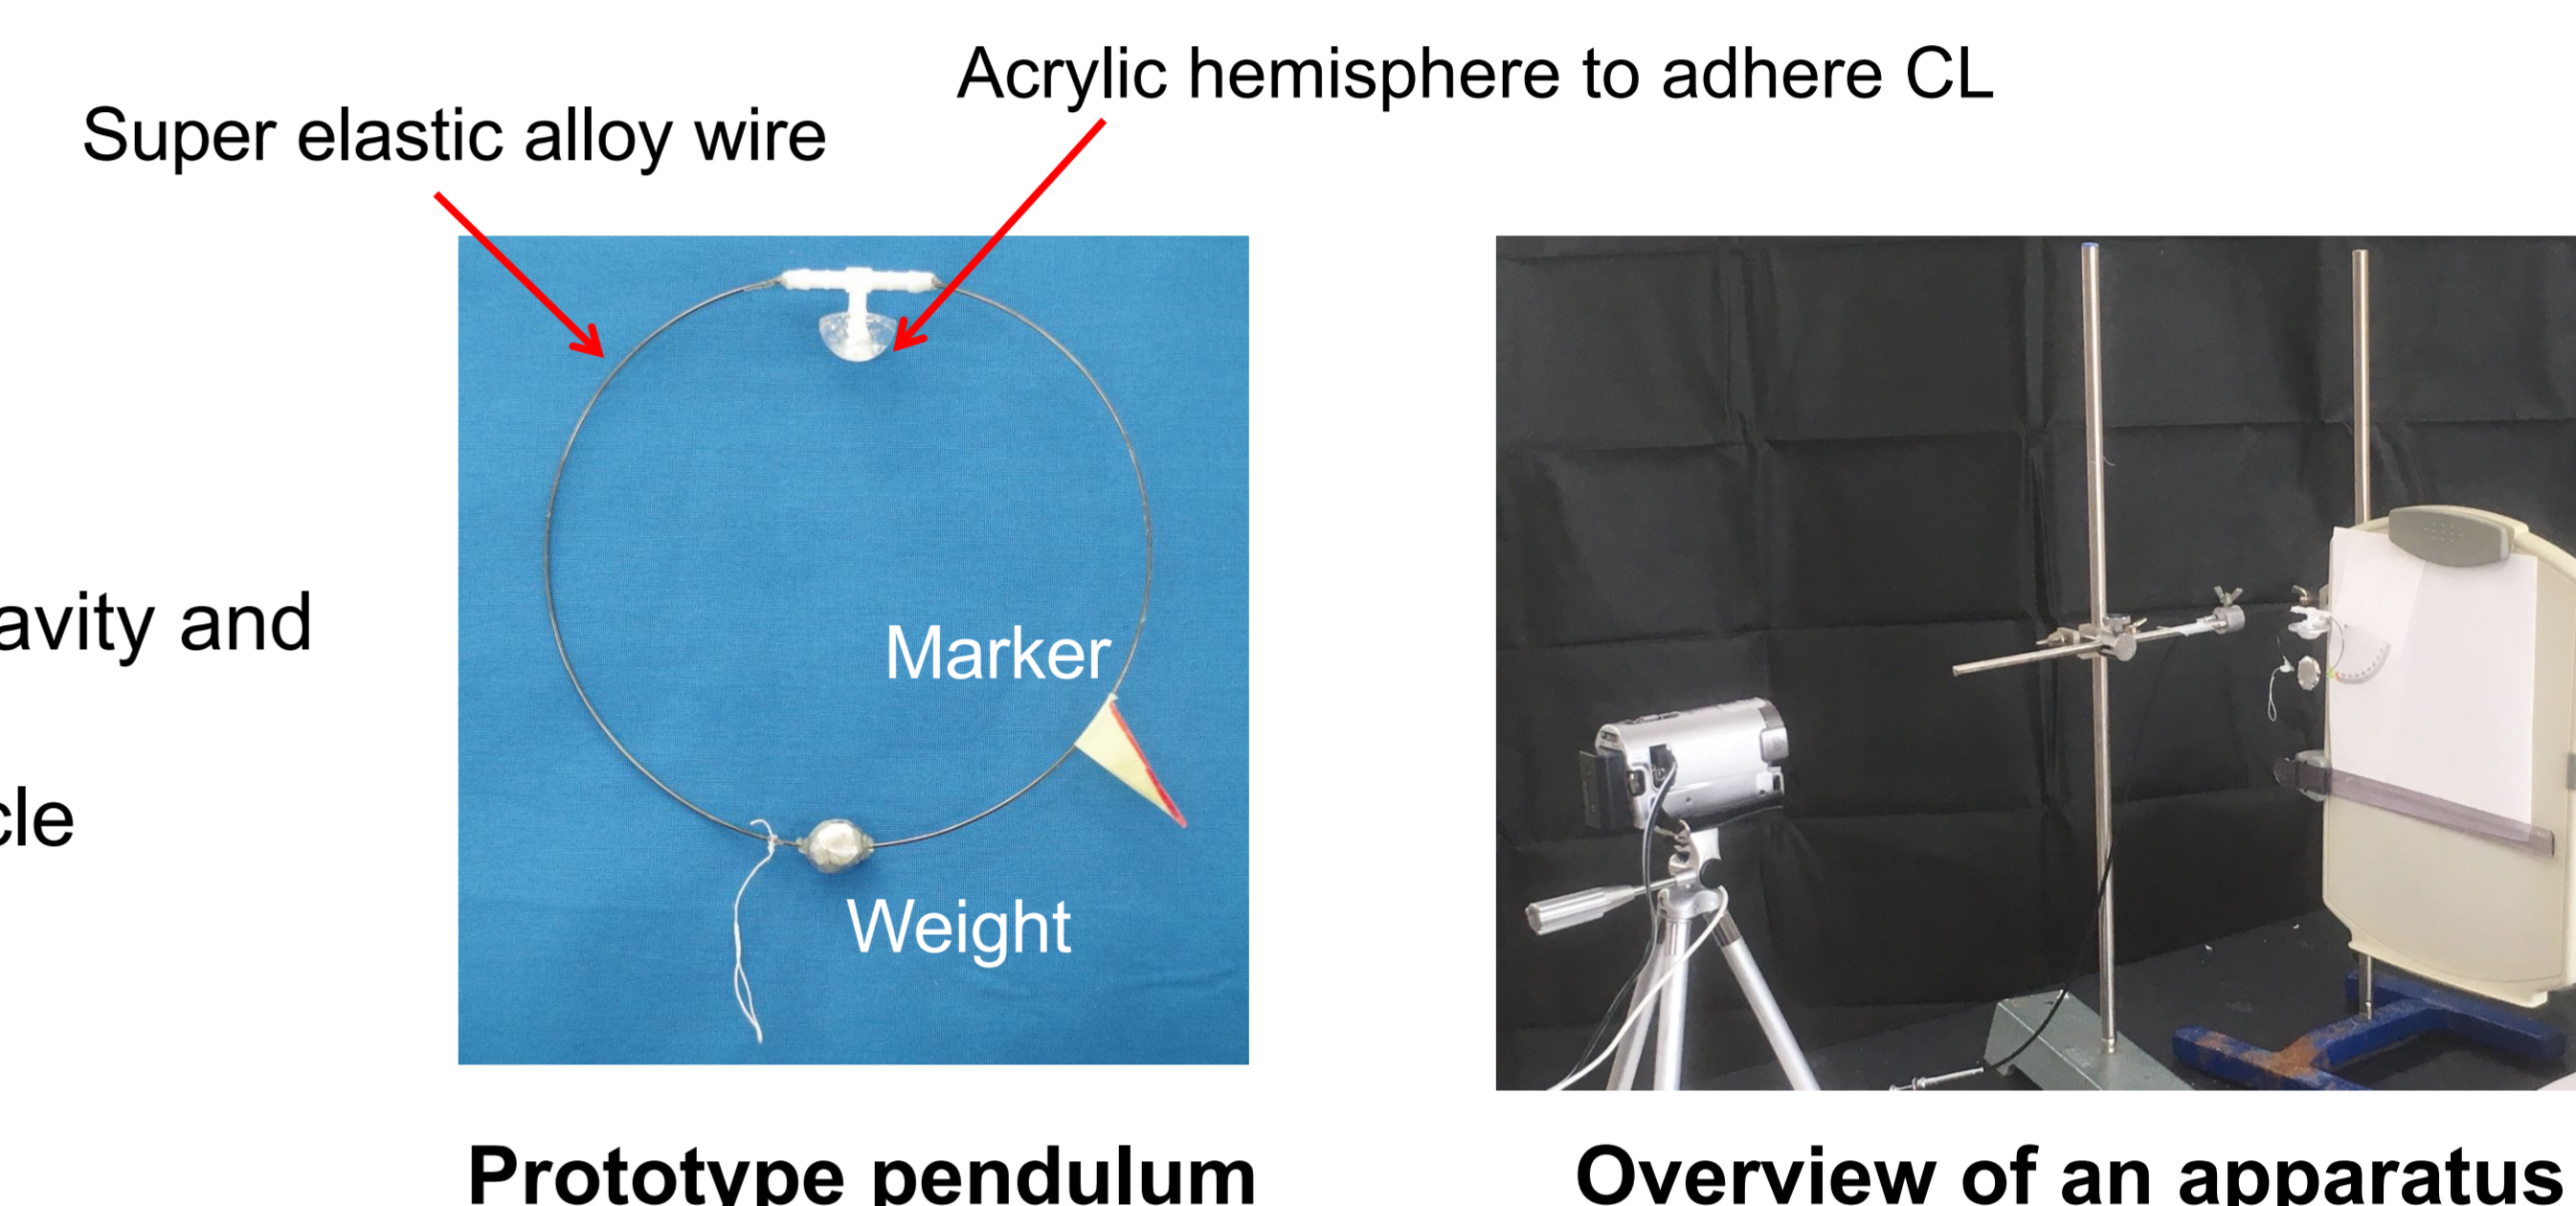 Acrylic hemisphere to adhere CL
Super elastic alloy wire
Marker
avity and
cle
Weight
Prototype pendulum
Overview of an apparatus